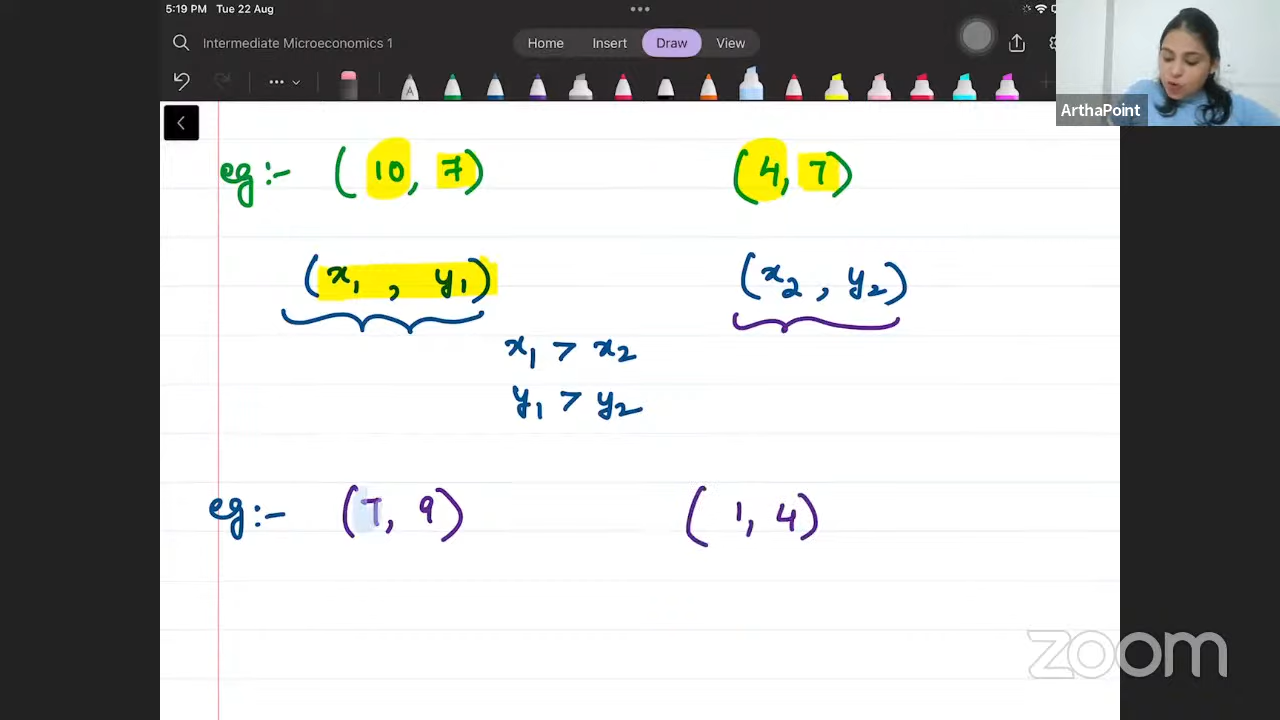 5:19 PM Tue 22 Aug
Intermediate Microeconomics 1
Home Insert Draw View
A
ArthaPoint
eg:- (10, 7) (4, 7)
(x₁, y₁) (x₂, y₂)
x₁ > x₂
y₁ > y₂
eg:- (7, 9) (1, 4)
zoom